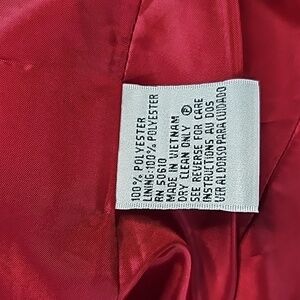 100% POLYESTER
LINING: 100% POLYESTER
RN 50610
MADE IN VIETNAM
DRY CLEAN ONLY Ⓟ
SEE REVERSE FOR CARE
INSTRUCTIONS AU DOS
VER AL DORSO PARA CUIDADO